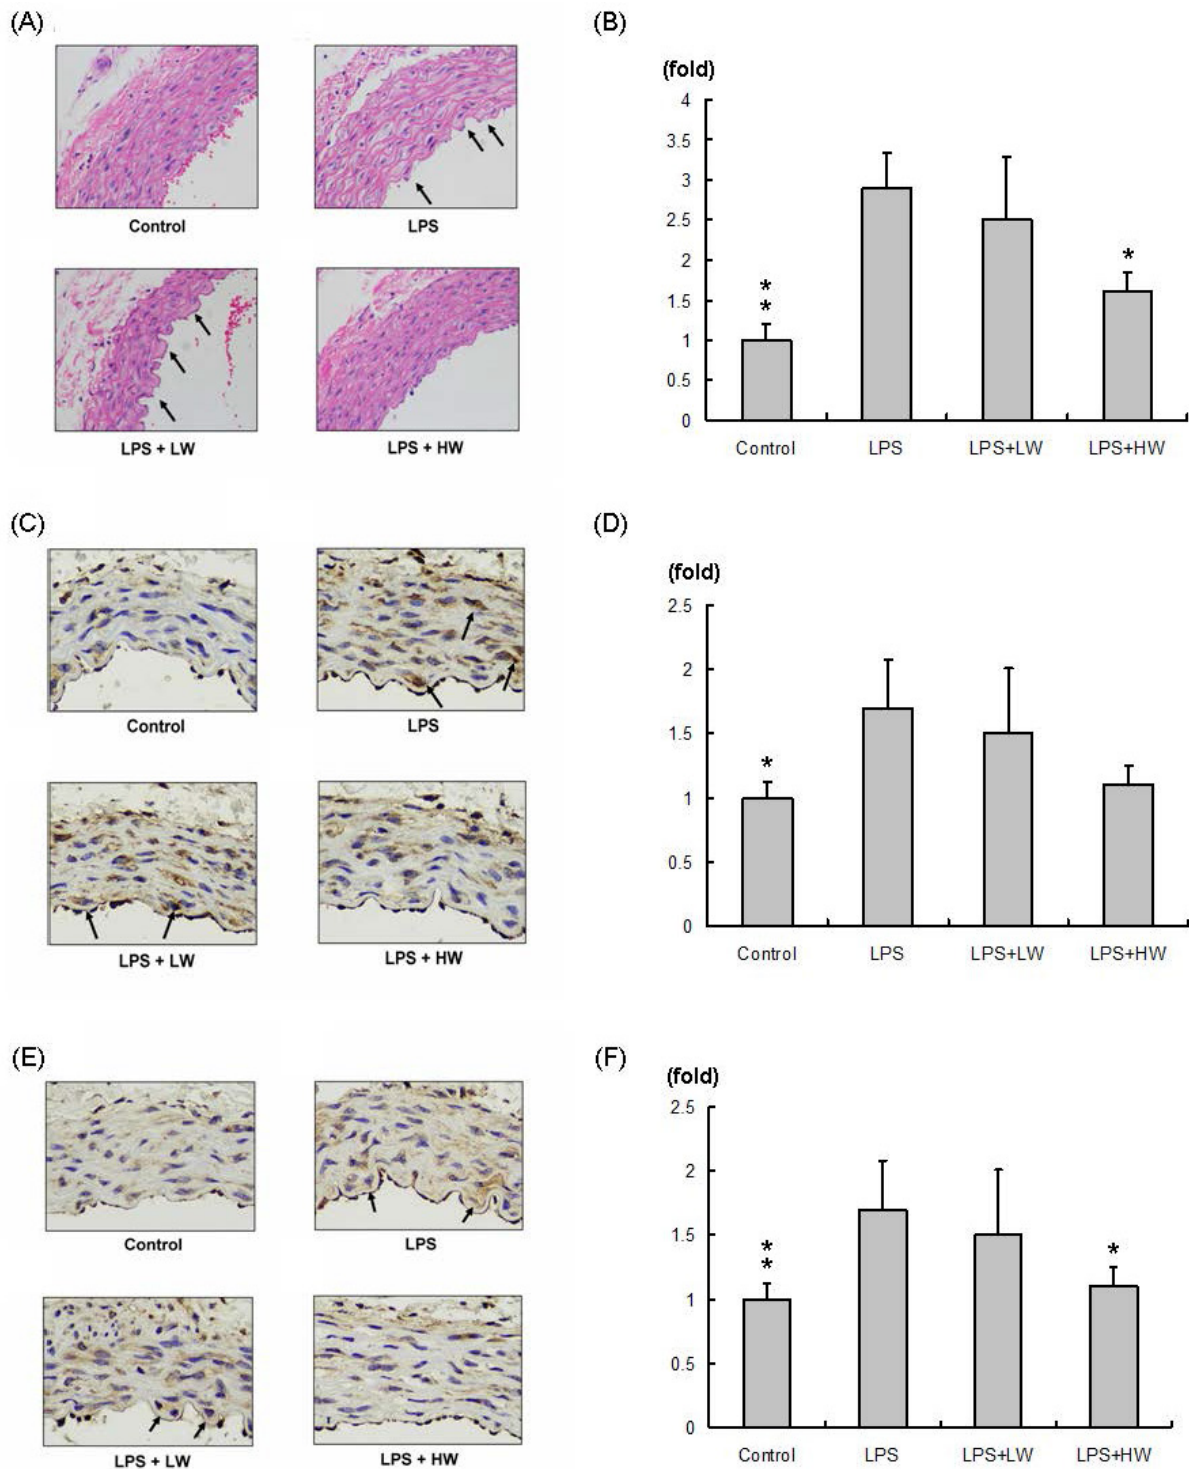 (A)
Control
LPS
LPS + LW
LPS + HW
(B)
(fold)
4
3.5
3
2.5
2
1.5
1
0.5
0
*
*
*
Control LPS LPS+LW LPS+HW
(C)
Control
LPS
LPS + LW
LPS + HW
(D)
(fold)
2.5
2
1.5
1
0.5
0
*
Control LPS LPS+LW LPS+HW
(E)
Control
LPS
LPS + LW
LPS + HW
(F)
(fold)
2.5
2
1.5
1
0.5
0
*
*
*
Control LPS LPS+LW LPS+HW